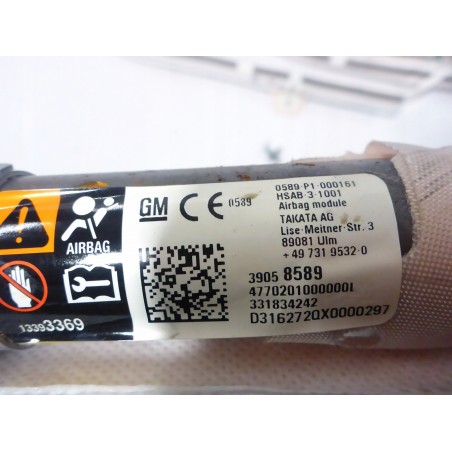 AIRBAG
13393369
GM CE 0589
0589-P1-000161
HSAB-3-1001
Airbag module
TAKATA AG
Lise-Meitner-Str. 3
89081 Ulm
+49 731 9532-0
3905 8589
47702010000001
331834242
D316272QX0000297